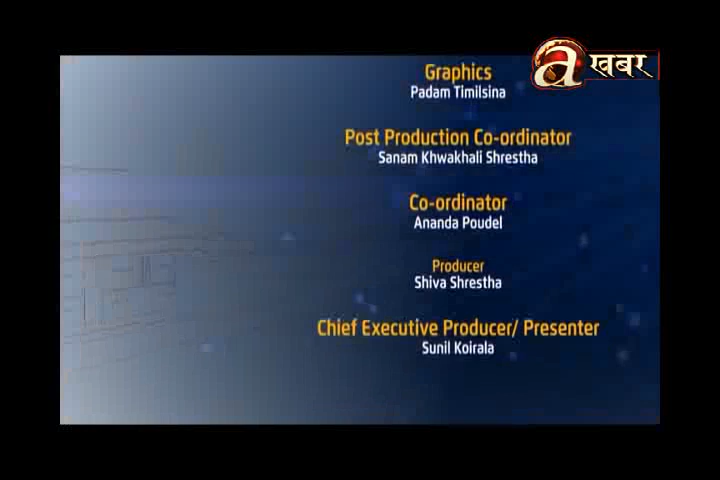 a खबर
Graphics
Padam Timilsina
Post Production Co-ordinator
Sanam Khwakhali Shrestha
Co-ordinator
Ananda Poudel
Producer
Shiva Shrestha
Chief Executive Producer/ Presenter
Sunil Koirala